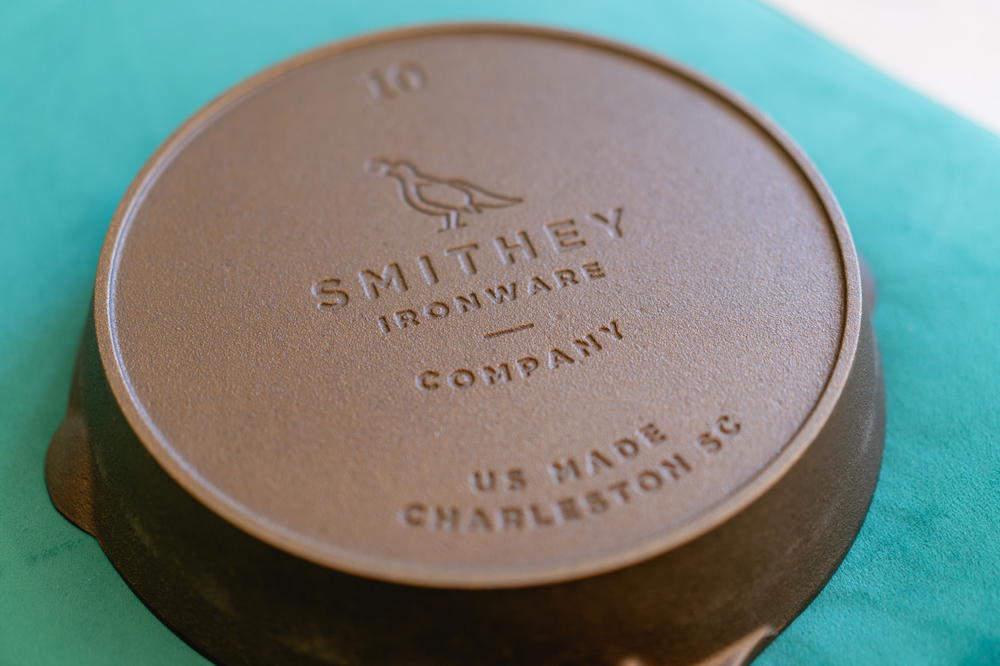 10
SMITHEY
IRONWARE
COMPANY
US MADE
CHARLESTON SC